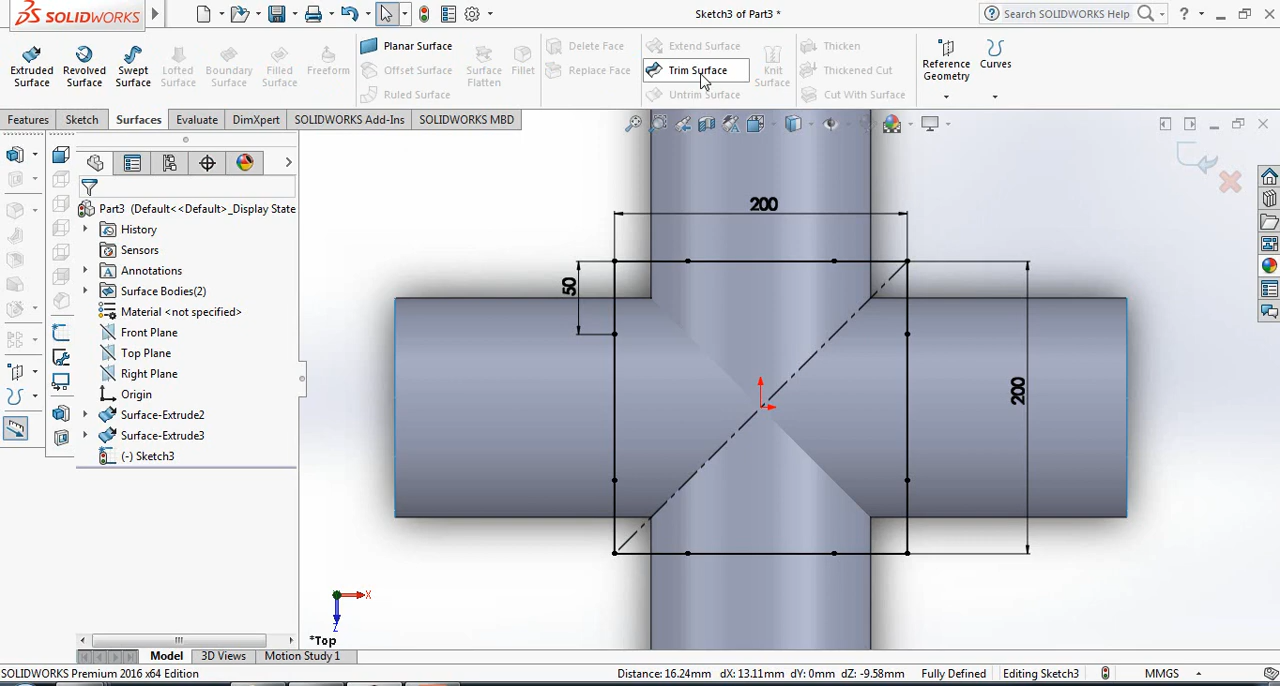 SOLIDWORKS
Sketch3 of Part3 *
Search SOLIDWORKS Help
?
Extruded Surface
Revolved Surface
Swept Surface
Lofted Surface
Boundary Surface
Filled Surface
Freeform
Planar Surface
Offset Surface
Ruled Surface
Surface Flatten
Fillet
Delete Face
Replace Face
Extend Surface
Trim Surface
Untrim Surface
Knit Surface
Thicken
Thickened Cut
Cut With Surface
Reference Geometry
Curves
Features
Sketch
Surfaces
Evaluate
DimXpert
SOLIDWORKS Add-Ins
SOLIDWORKS MBD
Part3 (Default<<Default>_Display State
History
Sensors
Annotations
Surface Bodies(2)
Material <not specified>
Front Plane
Top Plane
Right Plane
Origin
Surface-Extrude2
Surface-Extrude3
(-) Sketch3
200
50
200
X
Z
*Top
Model
3D Views
Motion Study 1
SOLIDWORKS Premium 2016 x64 Edition
Distance: 16.24mm dX: 13.11mm dY: 0mm dZ: -9.58mm
Fully Defined
Editing Sketch3
MMGS